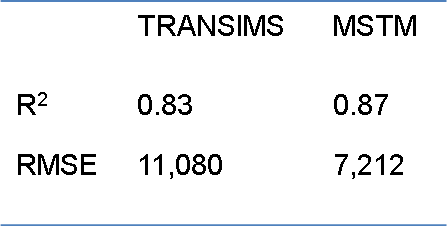 TRANSIMS MSTM
R² 0.83 0.87
RMSE 11,080 7,212